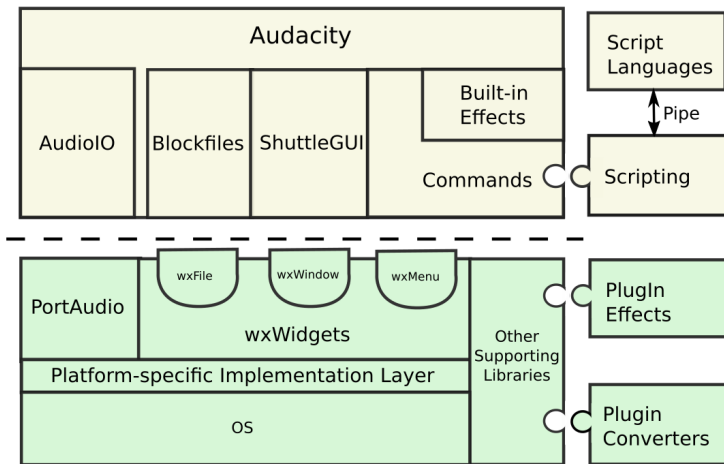 Audacity
Script
Languages
Built-in
Effects
Pipe
AudioIO
Blockfiles
ShuttleGUI
Commands
Scripting
wxFile
wxWindow
wxMenu
PortAudio
PlugIn
Effects
wxWidgets
Other
Supporting
Libraries
Platform-specific Implementation Layer
OS
Plugin
Converters